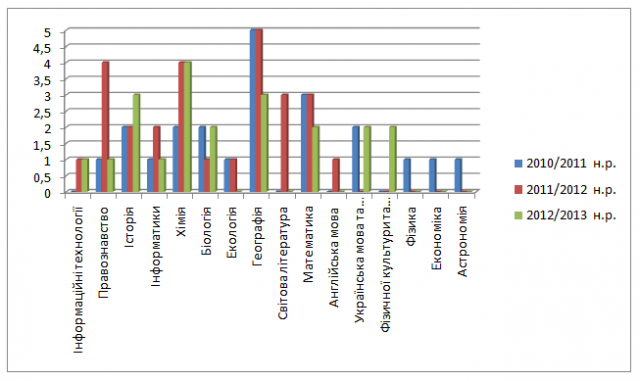 5
4,5
4
3,5
3
2,5
2
1,5
1
0,5
0
Інформаційні технології
Правознавство
Історія
Інформатики
Хімія
Біологія
Екологія
Географія
Світова література
Математика
Англійська мова
Українська мова та…
Фізичної культури та…
Фізика
Економіка
Астрономія
2010/2011 н.р.
2011/2012 н.р.
2012/2013 н.р.